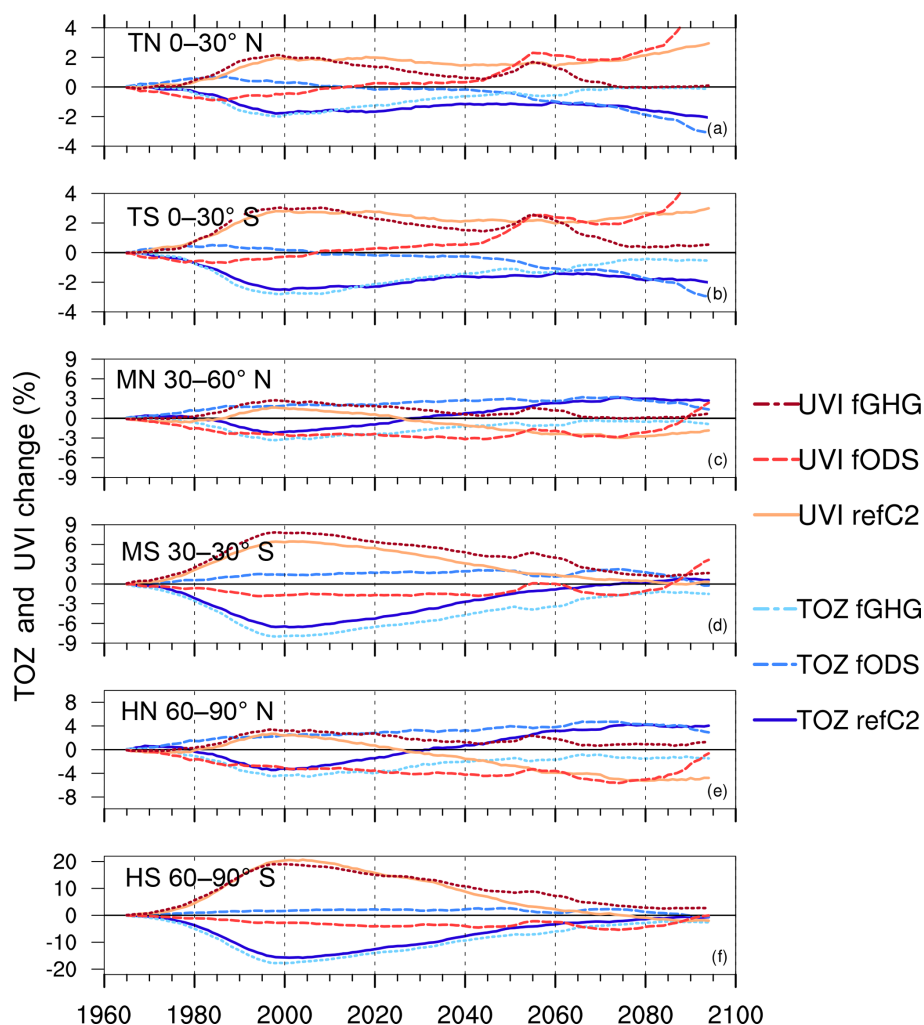 TOZ and UVI change (%)
4
2
0
-2
-4
TN 0–30° N
(a)
4
2
0
-2
-4
TS 0–30° S
(b)
9
6
3
0
-3
-6
-9
MN 30–60° N
(c)
9
6
3
0
-3
-6
-9
MS 30–30° S
(d)
8
4
0
-4
-8
HN 60–90° N
(e)
20
10
0
-10
-20
HS 60–90° S
(f)
1960 1980 2000 2020 2040 2060 2080 2100
UVI fGHG
UVI fODS
UVI refC2
TOZ fGHG
TOZ fODS
TOZ refC2